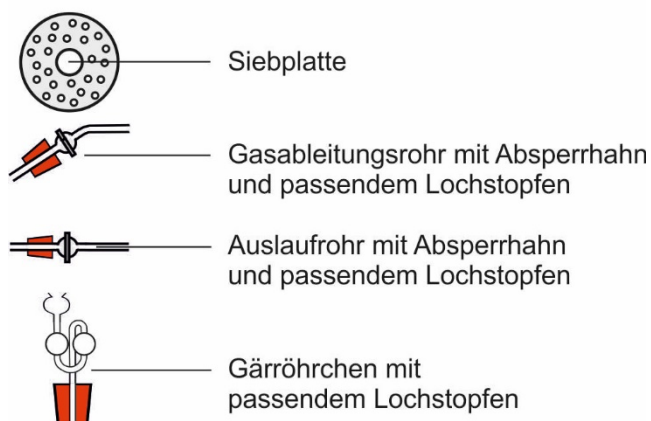 Siebplatte
Gasableitungsrohr mit Absperrhahn
und passendem Lochstopfen
Auslaufrohr mit Absperrhahn
und passendem Lochstopfen
Gärröhrchen mit
passendem Lochstopfen